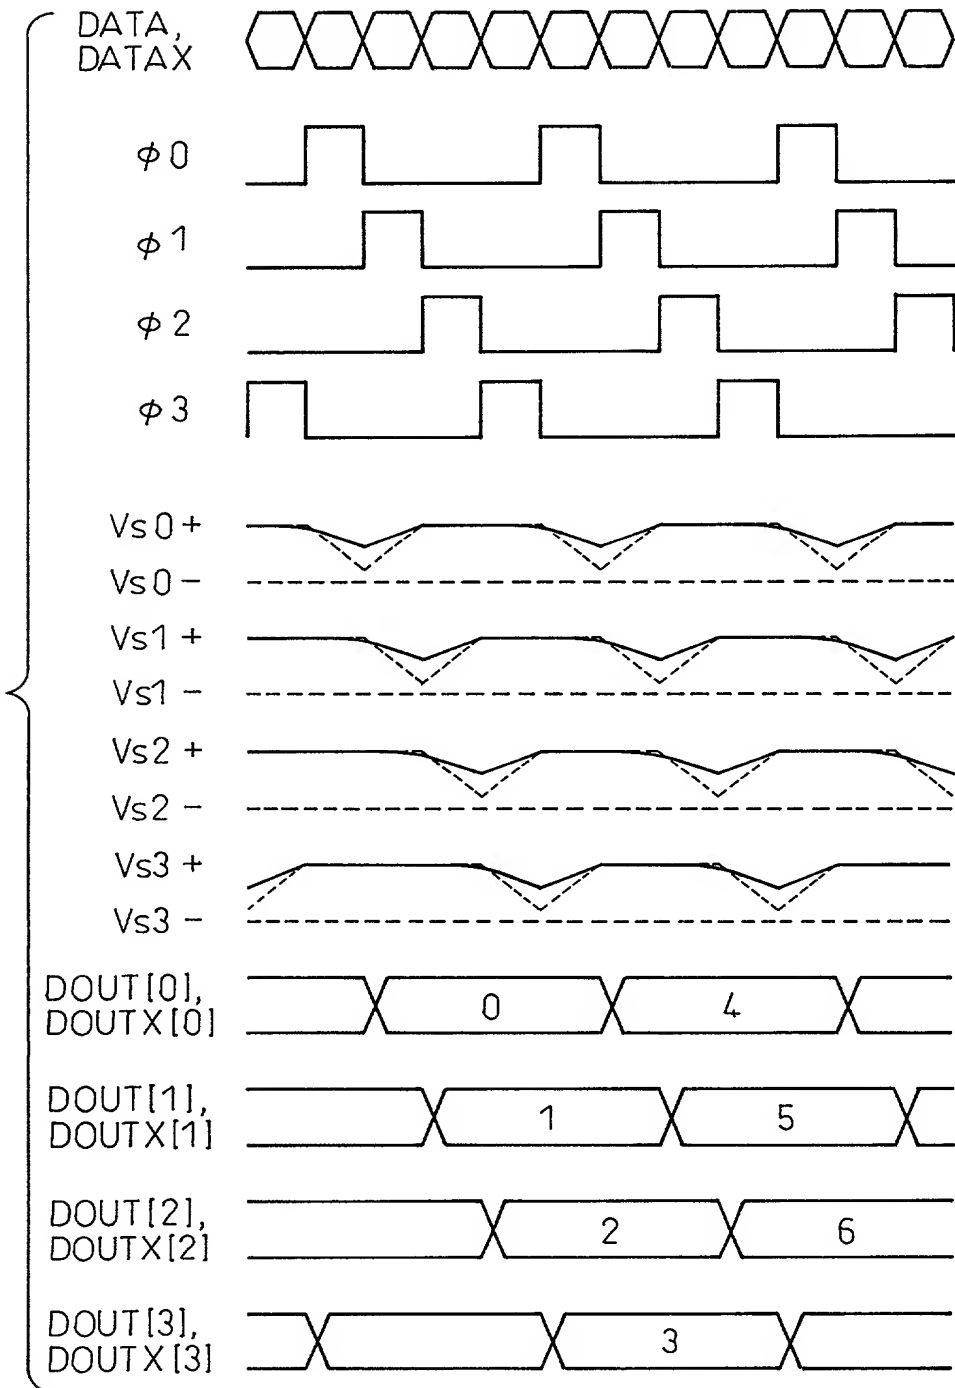 DATA,
DATAX
φ0
φ1
φ2
φ3
Vs0+
Vs0-
Vs1+
Vs1-
Vs2+
Vs2-
Vs3+
Vs3-
DOUT[0],
DOUTX[0]
0 4
DOUT[1],
DOUTX[1]
1 5
DOUT[2],
DOUTX[2]
2 6
DOUT[3],
DOUTX[3]
3